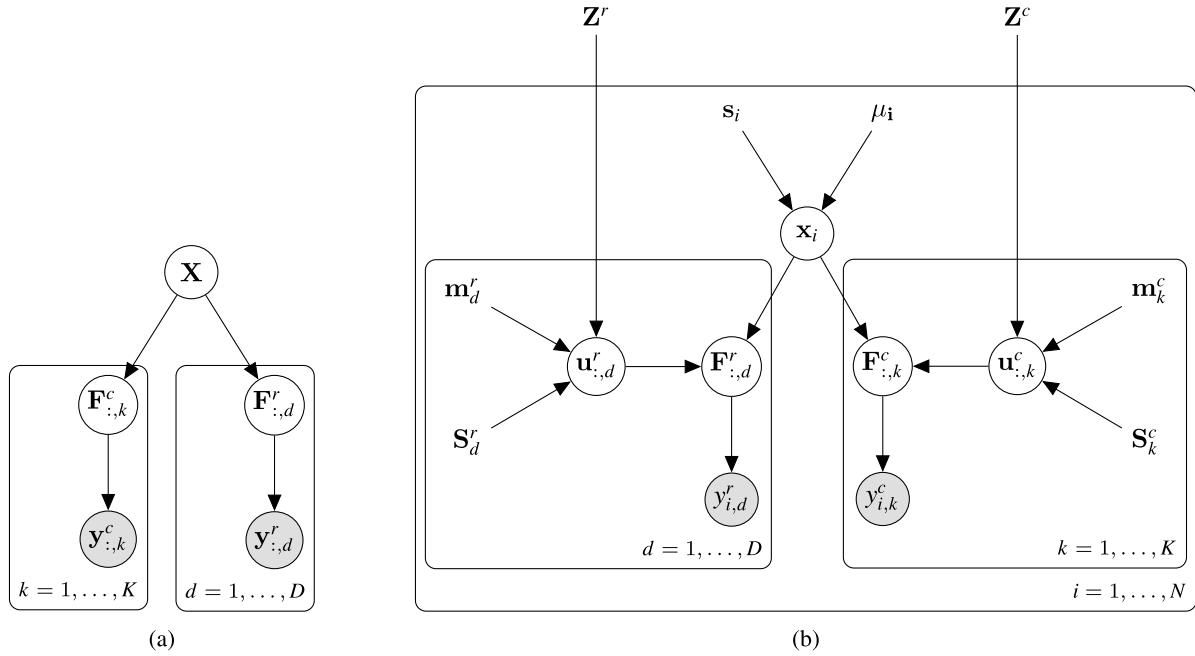 X
F^c_{:,k}
F^r_{:,d}
y^c_{:,k}
y^r_{:,d}
k = 1, . . . , K
d = 1, . . . , D
(a)
Z^r
Z^c
s_i
μ_i
x_i
m^r_d
m^c_k
u^r_{:,d}
F^r_{:,d}
F^c_{:,k}
u^c_{:,k}
S^r_d
S^c_k
y^r_{i,d}
y^c_{i,k}
d = 1, . . . , D
k = 1, . . . , K
i = 1, . . . , N
(b)